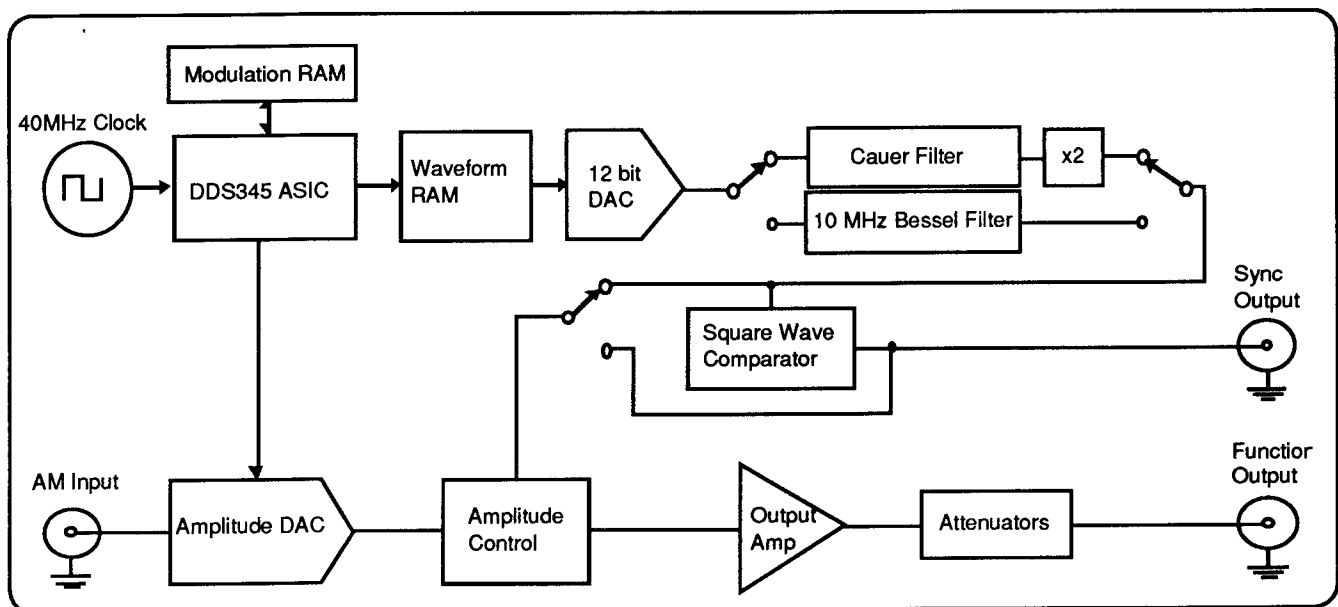 Modulation RAM
40MHz Clock
DDS345 ASIC
Waveform
RAM
12 bit
DAC
Cauer Filter
x2
10 MHz Bessel Filter
Sync
Output
Square Wave
Comparator
AM Input
Amplitude DAC
Amplitude
Control
Output
Amp
Attenuators
Function
Output